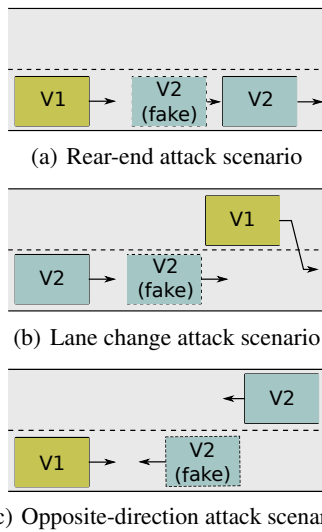 V1 V2 (fake) V2
(a) Rear-end attack scenario
V1
V2 V2 (fake)
(b) Lane change attack scenario
V2
V1 V2 (fake)
c) Opposite-direction attack scenar